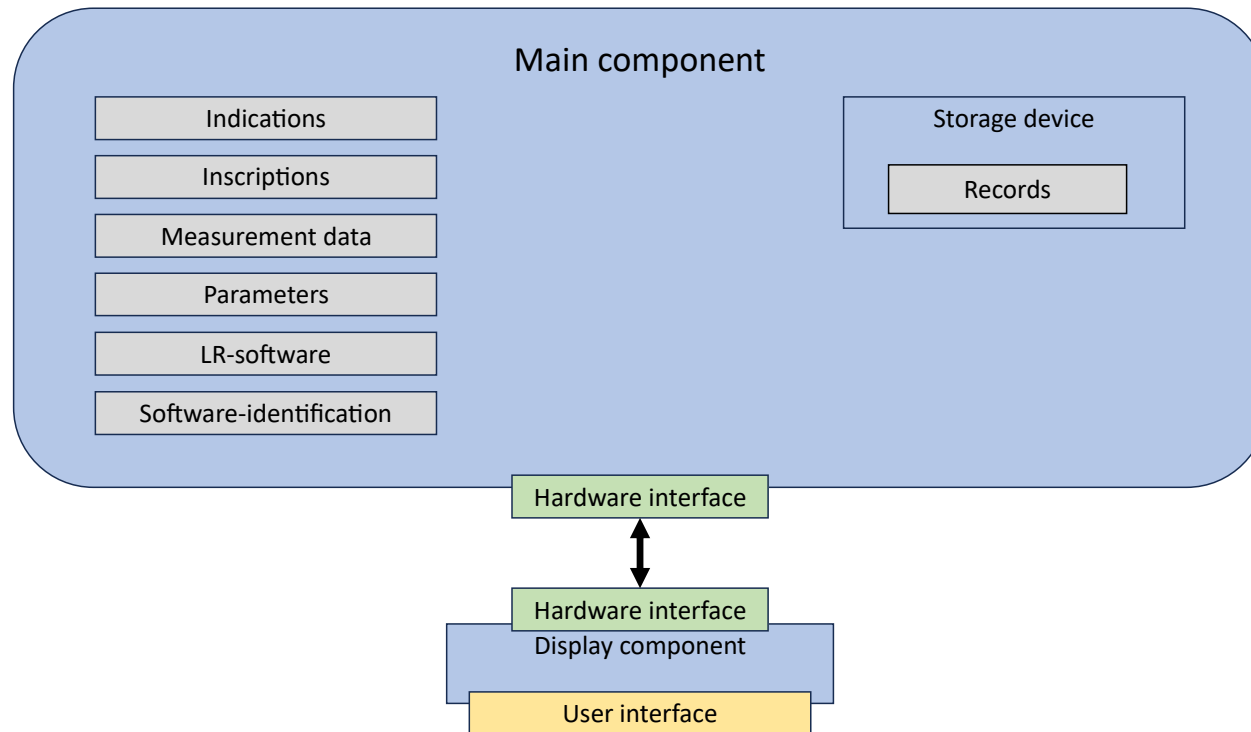 Main component
Indications
Inscriptions
Measurement data
Parameters
LR-software
Software-identification
Storage device
Records
Hardware interface
Hardware interface
Display component
User interface